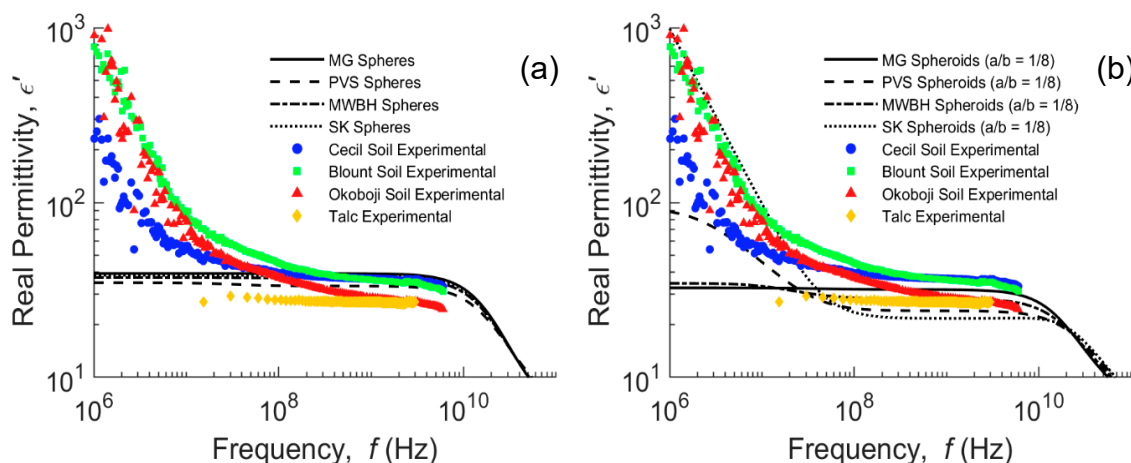 (a)
Real Permittivity, ϵ′
10³
10²
10¹
MG Spheres
PVS Spheres
MWBH Spheres
SK Spheres
Cecil Soil Experimental
Blount Soil Experimental
Okoboji Soil Experimental
Talc Experimental
10⁶
10⁸
10¹⁰
Frequency, f (Hz)
(b)
Real Permittivity, ϵ′
10³
10²
10¹
MG Spheroids (a/b = 1/8)
PVS Spheroids (a/b = 1/8)
MWBH Spheroids (a/b = 1/8)
SK Spheroids (a/b = 1/8)
Cecil Soil Experimental
Blount Soil Experimental
Okoboji Soil Experimental
Talc Experimental
10⁶
10⁸
10¹⁰
Frequency, f (Hz)